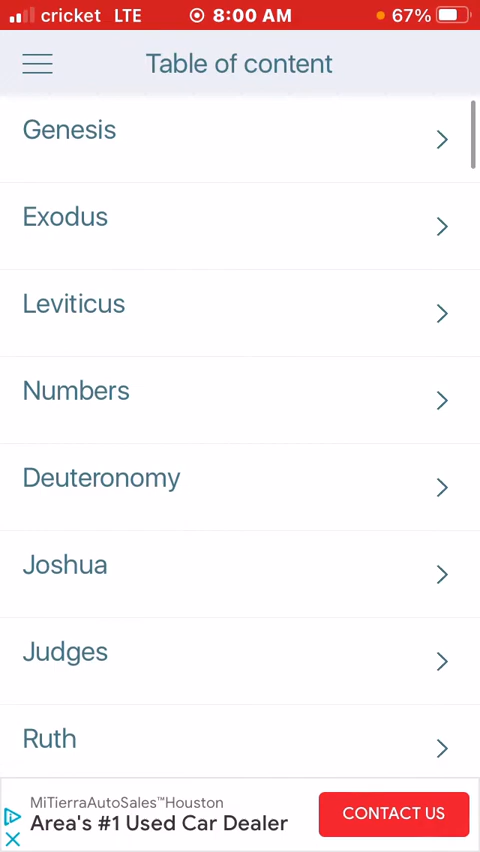 cricket LTE 8:00 AM 67%
Table of content
Genesis
Exodus
Leviticus
Numbers
Deuteronomy
Joshua
Judges
Ruth
MiTierraAutoSales™Houston
Area's #1 Used Car Dealer
CONTACT US